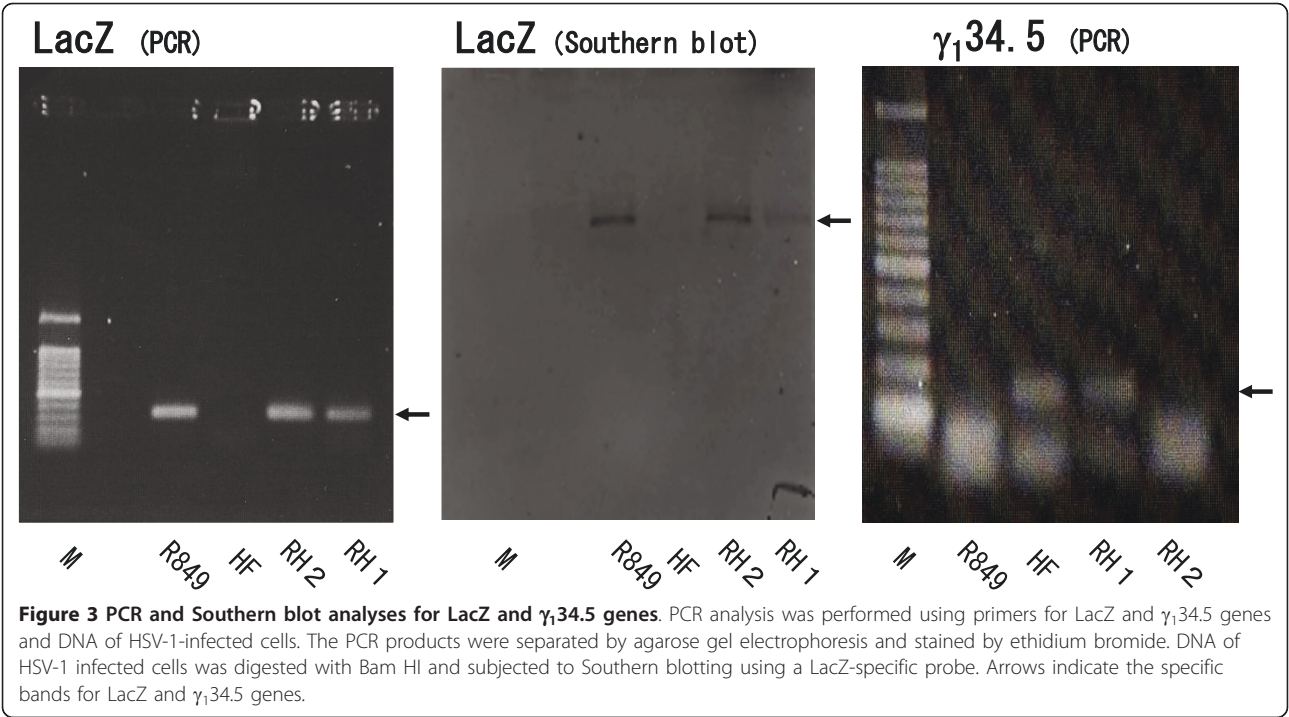 LacZ (PCR)
LacZ (Southern blot)
γ₁34.5 (PCR)
M R849 HF RH2 RH1
M R849 HF RH2 RH1
M R849 HF RH1 RH2
Figure 3 PCR and Southern blot analyses for LacZ and γ₁34.5 genes. PCR analysis was performed using primers for LacZ and γ₁34.5 genes
and DNA of HSV-1-infected cells. The PCR products were separated by agarose gel electrophoresis and stained by ethidium bromide. DNA of
HSV-1 infected cells was digested with Bam HI and subjected to Southern blotting using a LacZ-specific probe. Arrows indicate the specific
bands for LacZ and γ₁34.5 genes.